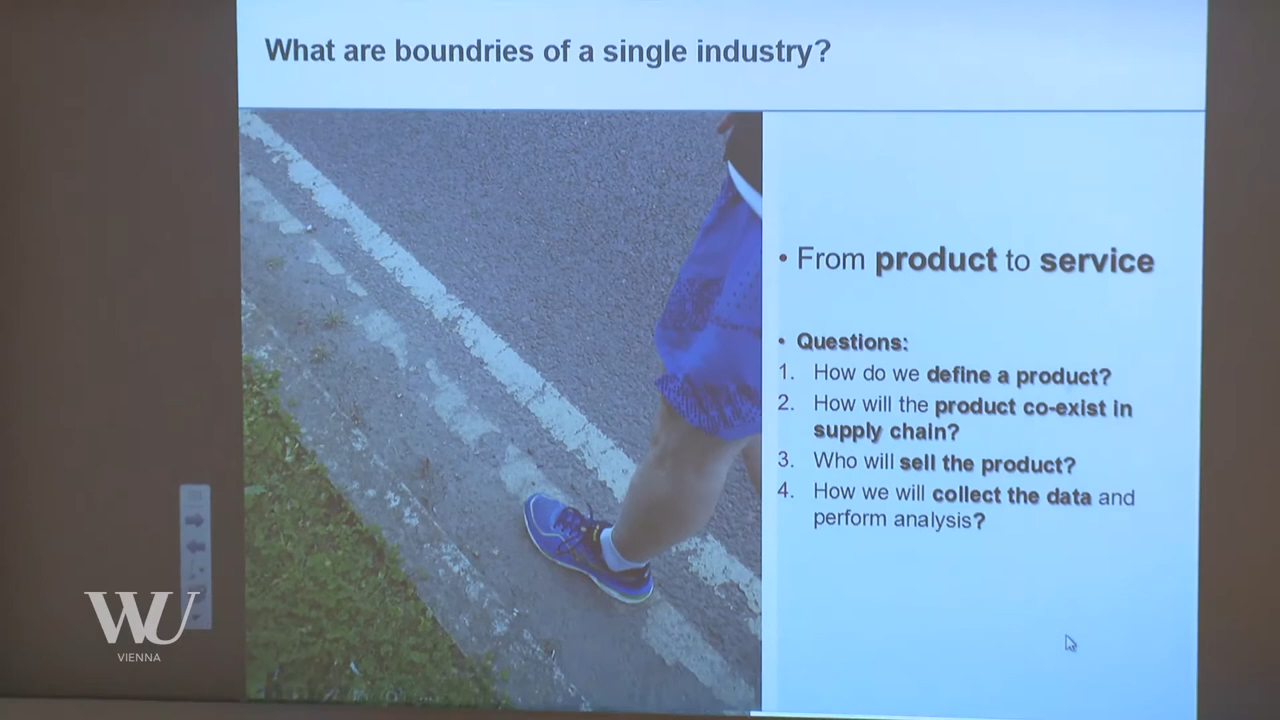 What are boundries of a single industry?
• From product to service
• Questions:
1. How do we define a product?
2. How will the product co-exist in
supply chain?
3. Who will sell the product?
4. How we will collect the data and
perform analysis?
WU
VIENNA